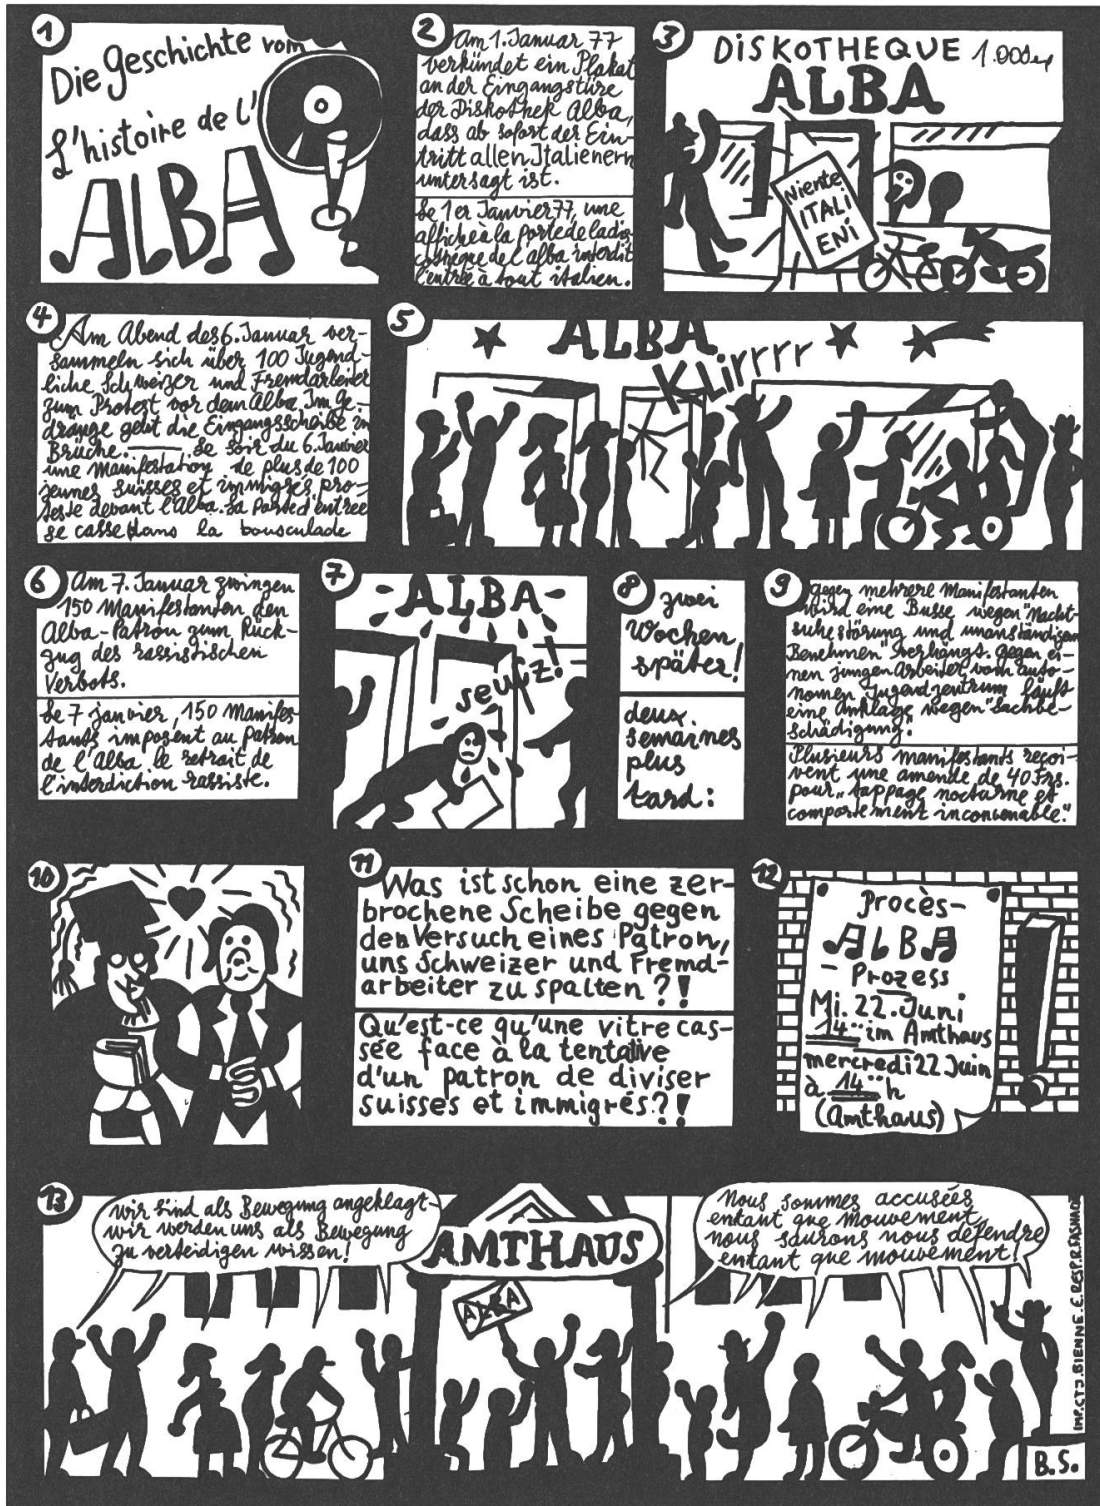 1
Die Geschichte vom
L'histoire de l'
ALBA
2
Am 1. Januar 77
verkündet ein Plakat
an der Eingangstüre
der Diskothek Alba,
dass ab sofort der Ein-
tritt allen Italienern
untersagt ist.
Le 1er Janvier 77, une
affiche à la porte de la dis-
cothèque de l'alba interdit
l'entrée à tout italien.
3
DiSKOTHEQUE
ALBA
Niente
ITALI
ENI
4
Am Abend des 6. Januar ver-
sammeln sich über 100 Jugend-
liche Schweizer und Fremdarbeiter
zum Protest vor dem Alba. Im Ge-
dränge geht die Eingangsscheibe in
Brüche. — Le soir du 6. Janvier
une manifestation de plus de 100
jeunes suisses et immigrés pro-
teste devant l'Alba. La porte d'entrée
se casse dans la bousculade
5
ALBA
KLirrrr
6
Am 7. Januar zwingen
150 Manifestanten den
Alba-Patron zum Rück-
zug des rassistischen
Verbots.
Le 7 janvier, 150 manifes
tants imposent au Patron
de l'Alba le retrait de
l'interdiction rassiste.
7
ALBA
seufz!
8
zwei
Wochen
später!
deux
semaines
plus
tard:
9
gegen mehrere Manifestanten
wird eine Busse wegen "Nacht-
ruhestörung und unanständigem
Benehmen" verhängt. gegen ei-
nen jungen Arbeiter vom auto-
nomen Jugendzentrum läuft
eine Anklage wegen "Sachbe-
schädigung".
Plusieurs manifestants reçoi-
vent une amende de 40 Frs.
pour "tappage nocturne et
comportement inconvenable."
10
11
Was ist schon eine zer-
brochene Scheibe gegen
den Versuch eines Patron,
uns Schweizer und Fremd-
arbeiter zu spalten?!
Qu'est-ce qu'une vitre cas-
sée face à la tentative
d'un patron de diviser
suisses et immigrés?!
12
Procès-
ALBA
- Prozess
Mi. 22. Juni
14°° im Amthaus
mercredi 22 Juin
à 14°° h
(Amthaus)
!
13
wir sind als Bewegung angeklagt-
wir werden uns als Bewegung
zu verteidigen wissen!
AMTHAUS
ALBA
Nous sommes accusées
entant que mouvement,
nous saurons nous défendre
entant que mouvement!
B.S.